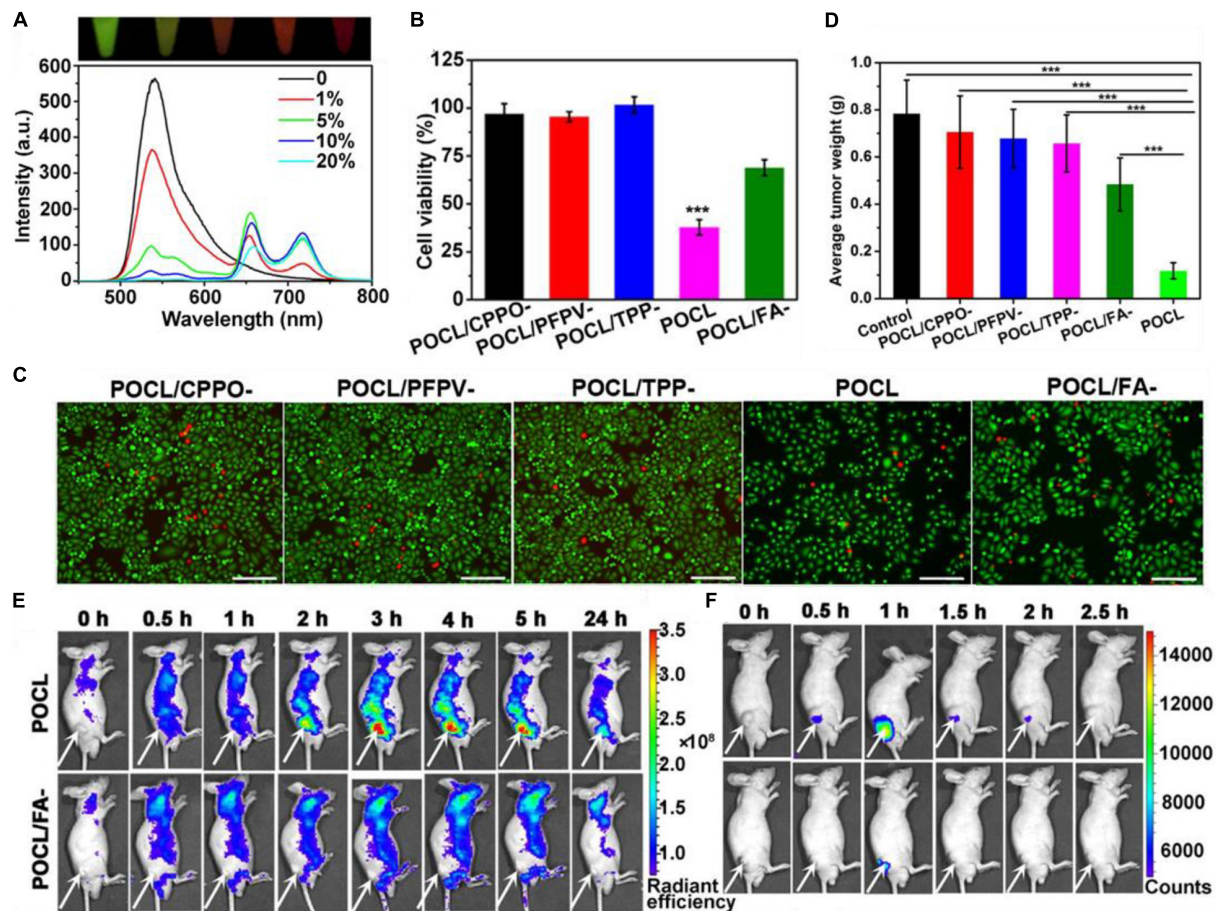 A
600
500
400
300
200
100
0
Intensity (a.u.)
500
600
700
800
Wavelength (nm)
0
1%
5%
10%
20%
B
125
100
75
50
25
0
Cell viability (%)
***
POCL/CPPO-
POCL/PFPV-
POCL/TPP-
POCL
POCL/FA-
D
1.0
0.8
0.6
0.4
0.2
0.0
Average tumor weight (g)
***
***
***
***
***
Control
POCL/CPPO-
POCL/PFPV-
POCL/TPP-
POCL/FA-
POCL
C
POCL/CPPO-
POCL/PFPV-
POCL/TPP-
POCL
POCL/FA-
E
0 h
0.5 h
1 h
2 h
3 h
4 h
5 h
24 h
POCL
POCL/FA-
3.5
3.0
2.5
×10⁸
2.0
1.5
1.0
Radiant
efficiency
F
0 h
0.5 h
1 h
1.5 h
2 h
2.5 h
14000
12000
10000
8000
6000
Counts